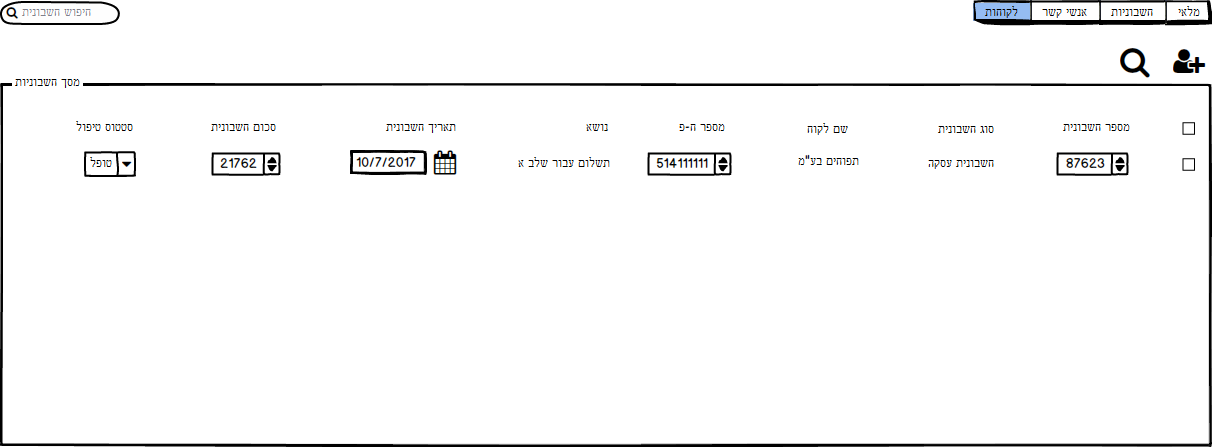 מלאי חשבוניות אנשי קשר לקוחות
חיפוש חשבונית
מסך חשבוניות
מספר חשבונית סוג חשבונית שם לקוח מספר ח-פ נושא תאריך חשבונית סכום חשבונית סטטוס טיפול
87623 חשבונית עסקה תפוחים בע"מ 514111111 תשלום עבור שלב א 10/7/2017 21762 טופל